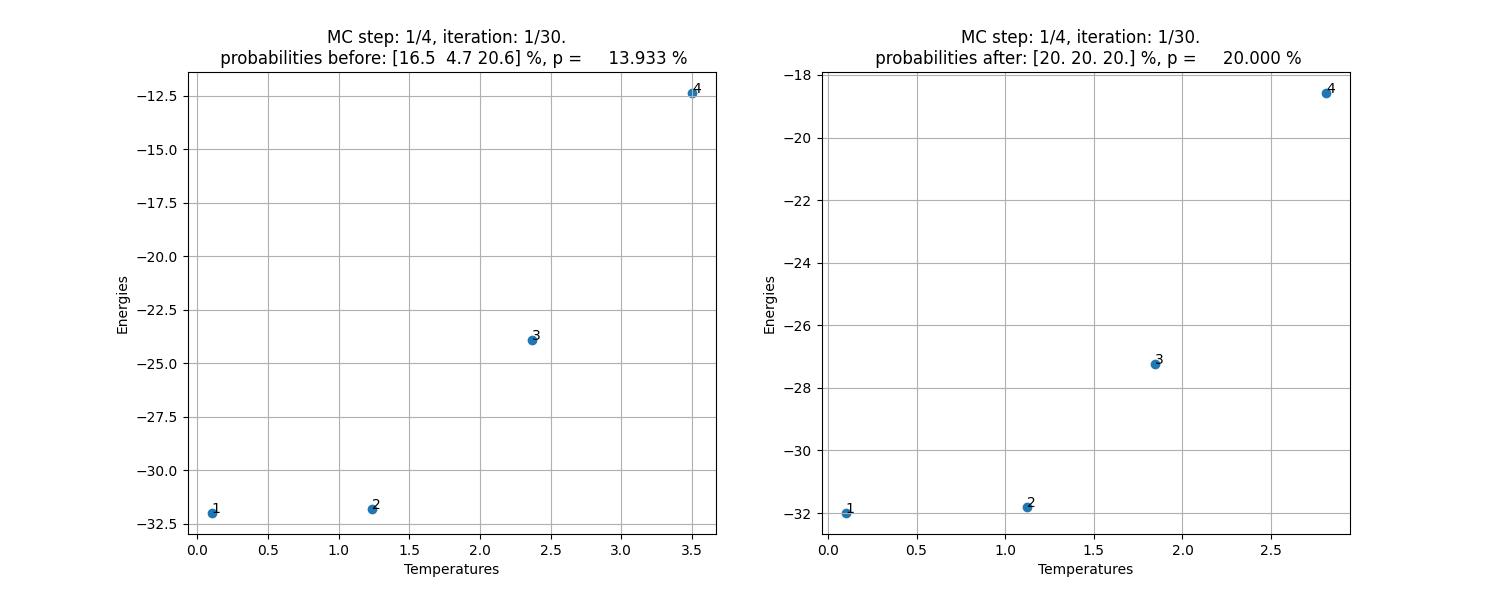 MC step: 1/4, iteration: 1/30.
probabilities before: [16.5  4.7 20.6] %, p =     13.933 %
−12.5
−15.0
−17.5
−20.0
−22.5
−25.0
−27.5
−30.0
−32.5
Energies
1
2
3
4
0.0 0.5 1.0 1.5 2.0 2.5 3.0 3.5
Temperatures
MC step: 1/4, iteration: 1/30.
probabilities after: [20. 20. 20.] %, p =     20.000 %
−18
−20
−22
−24
−26
−28
−30
−32
Energies
1
2
3
4
0.0 0.5 1.0 1.5 2.0 2.5
Temperatures